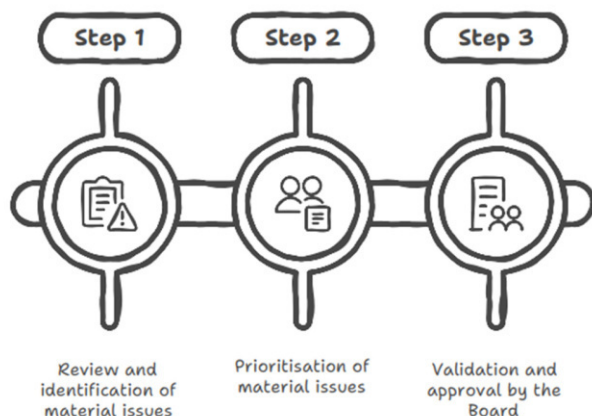 Step 1
Step 2
Step 3
Review and
identification of
material issues
Prioritisation of
material issues
Validation and
approval by the
Board